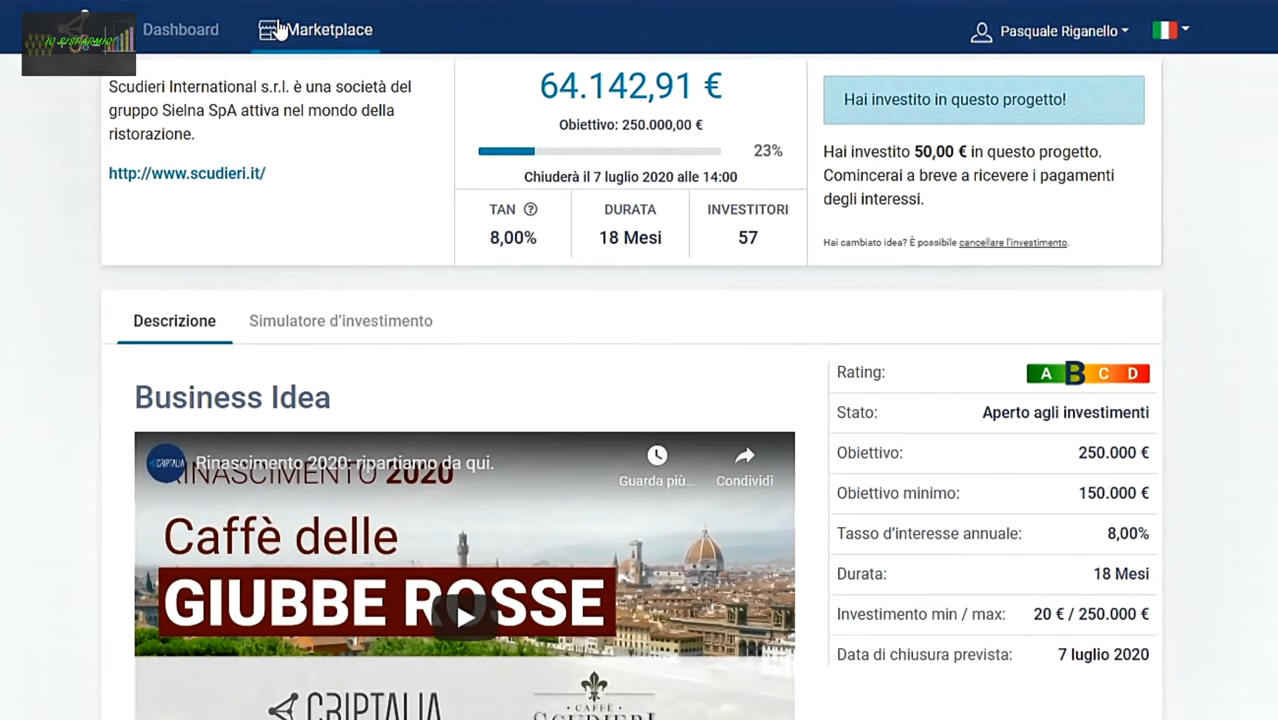 IO RISPARMIO!
Dashboard
Marketplace
Pasquale Riganello
Scudieri International s.r.l. è una società del
gruppo Sielna SpA attiva nel mondo della
ristorazione.
http://www.scudieri.it/
64.142,91 €
Obiettivo: 250.000,00 €
23%
Chiuderà il 7 luglio 2020 alle 14:00
TAN
8,00%
DURATA
18 Mesi
INVESTITORI
57
Hai investito in questo progetto!
Hai investito 50,00 € in questo progetto.
Comincerai a breve a ricevere i pagamenti
degli interessi.
Hai cambiato idea? È possibile cancellare l'investimento.
Descrizione
Simulatore d'investimento
Business Idea
CRIPTALIA
Rinascimento 2020: ripartiamo da qui.
Guarda più...
Condividi
RINASCIMENTO 2020
Caffè delle
GIUBBE ROSSE
CRIPTALIA
CAFFÈ
SCUDIERI
Rating:
A B C D
Stato:
Aperto agli investimenti
Obiettivo:
250.000 €
Obiettivo minimo:
150.000 €
Tasso d'interesse annuale:
8,00%
Durata:
18 Mesi
Investimento min / max:
20 € / 250.000 €
Data di chiusura prevista:
7 luglio 2020